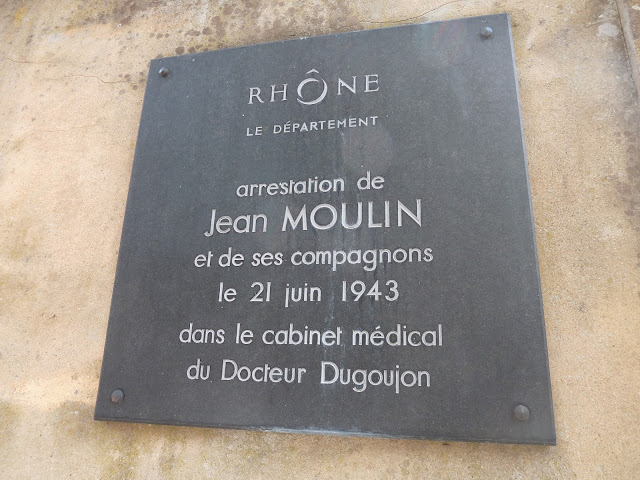 RHÔNE
LE DÉPARTEMENT
arrestation de
Jean MOULIN
et de ses compagnons
le 21 juin 1943
dans le cabinet médical
du Docteur Dugoujon